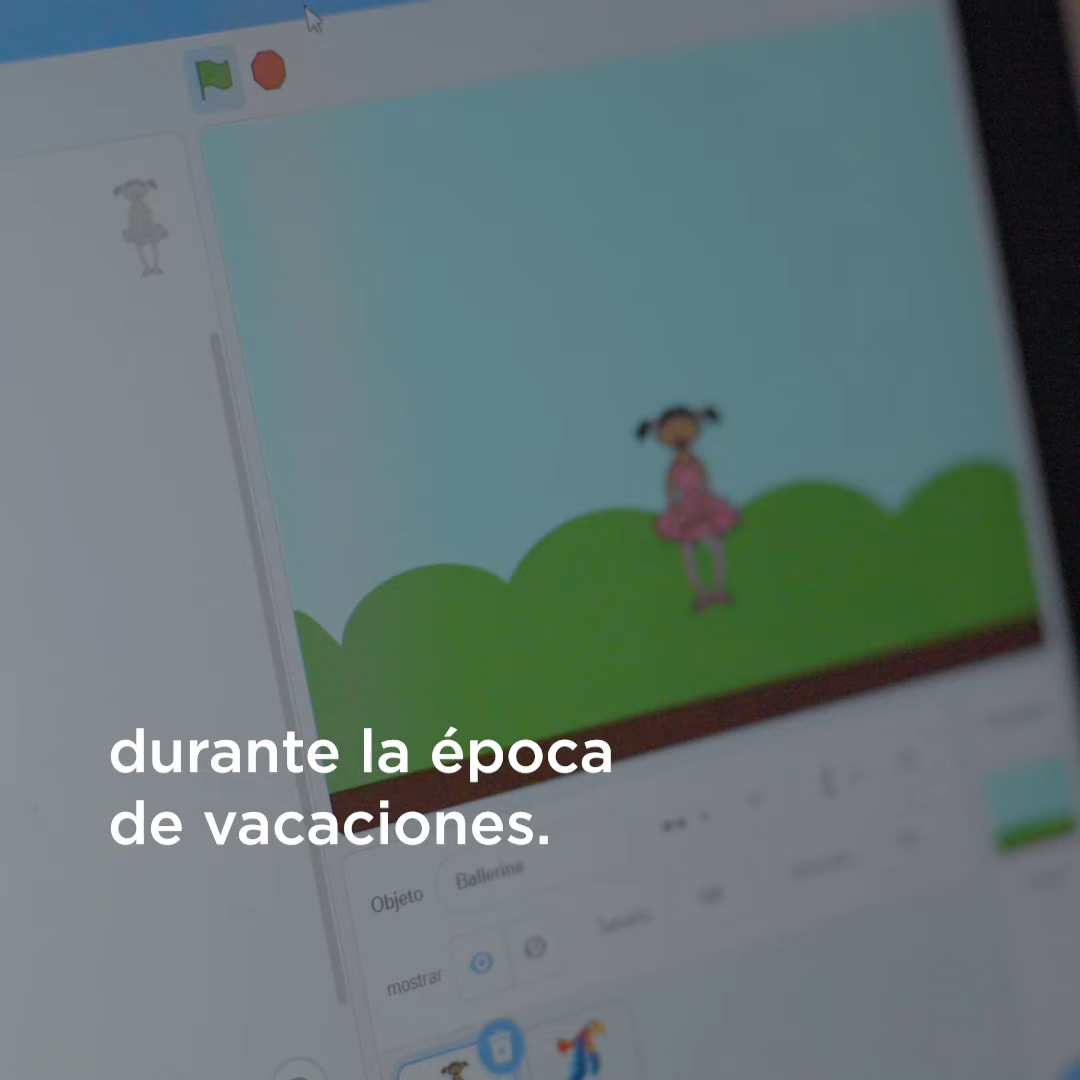 durante la época
de vacaciones.
Objeto
Ballerina
mostrar